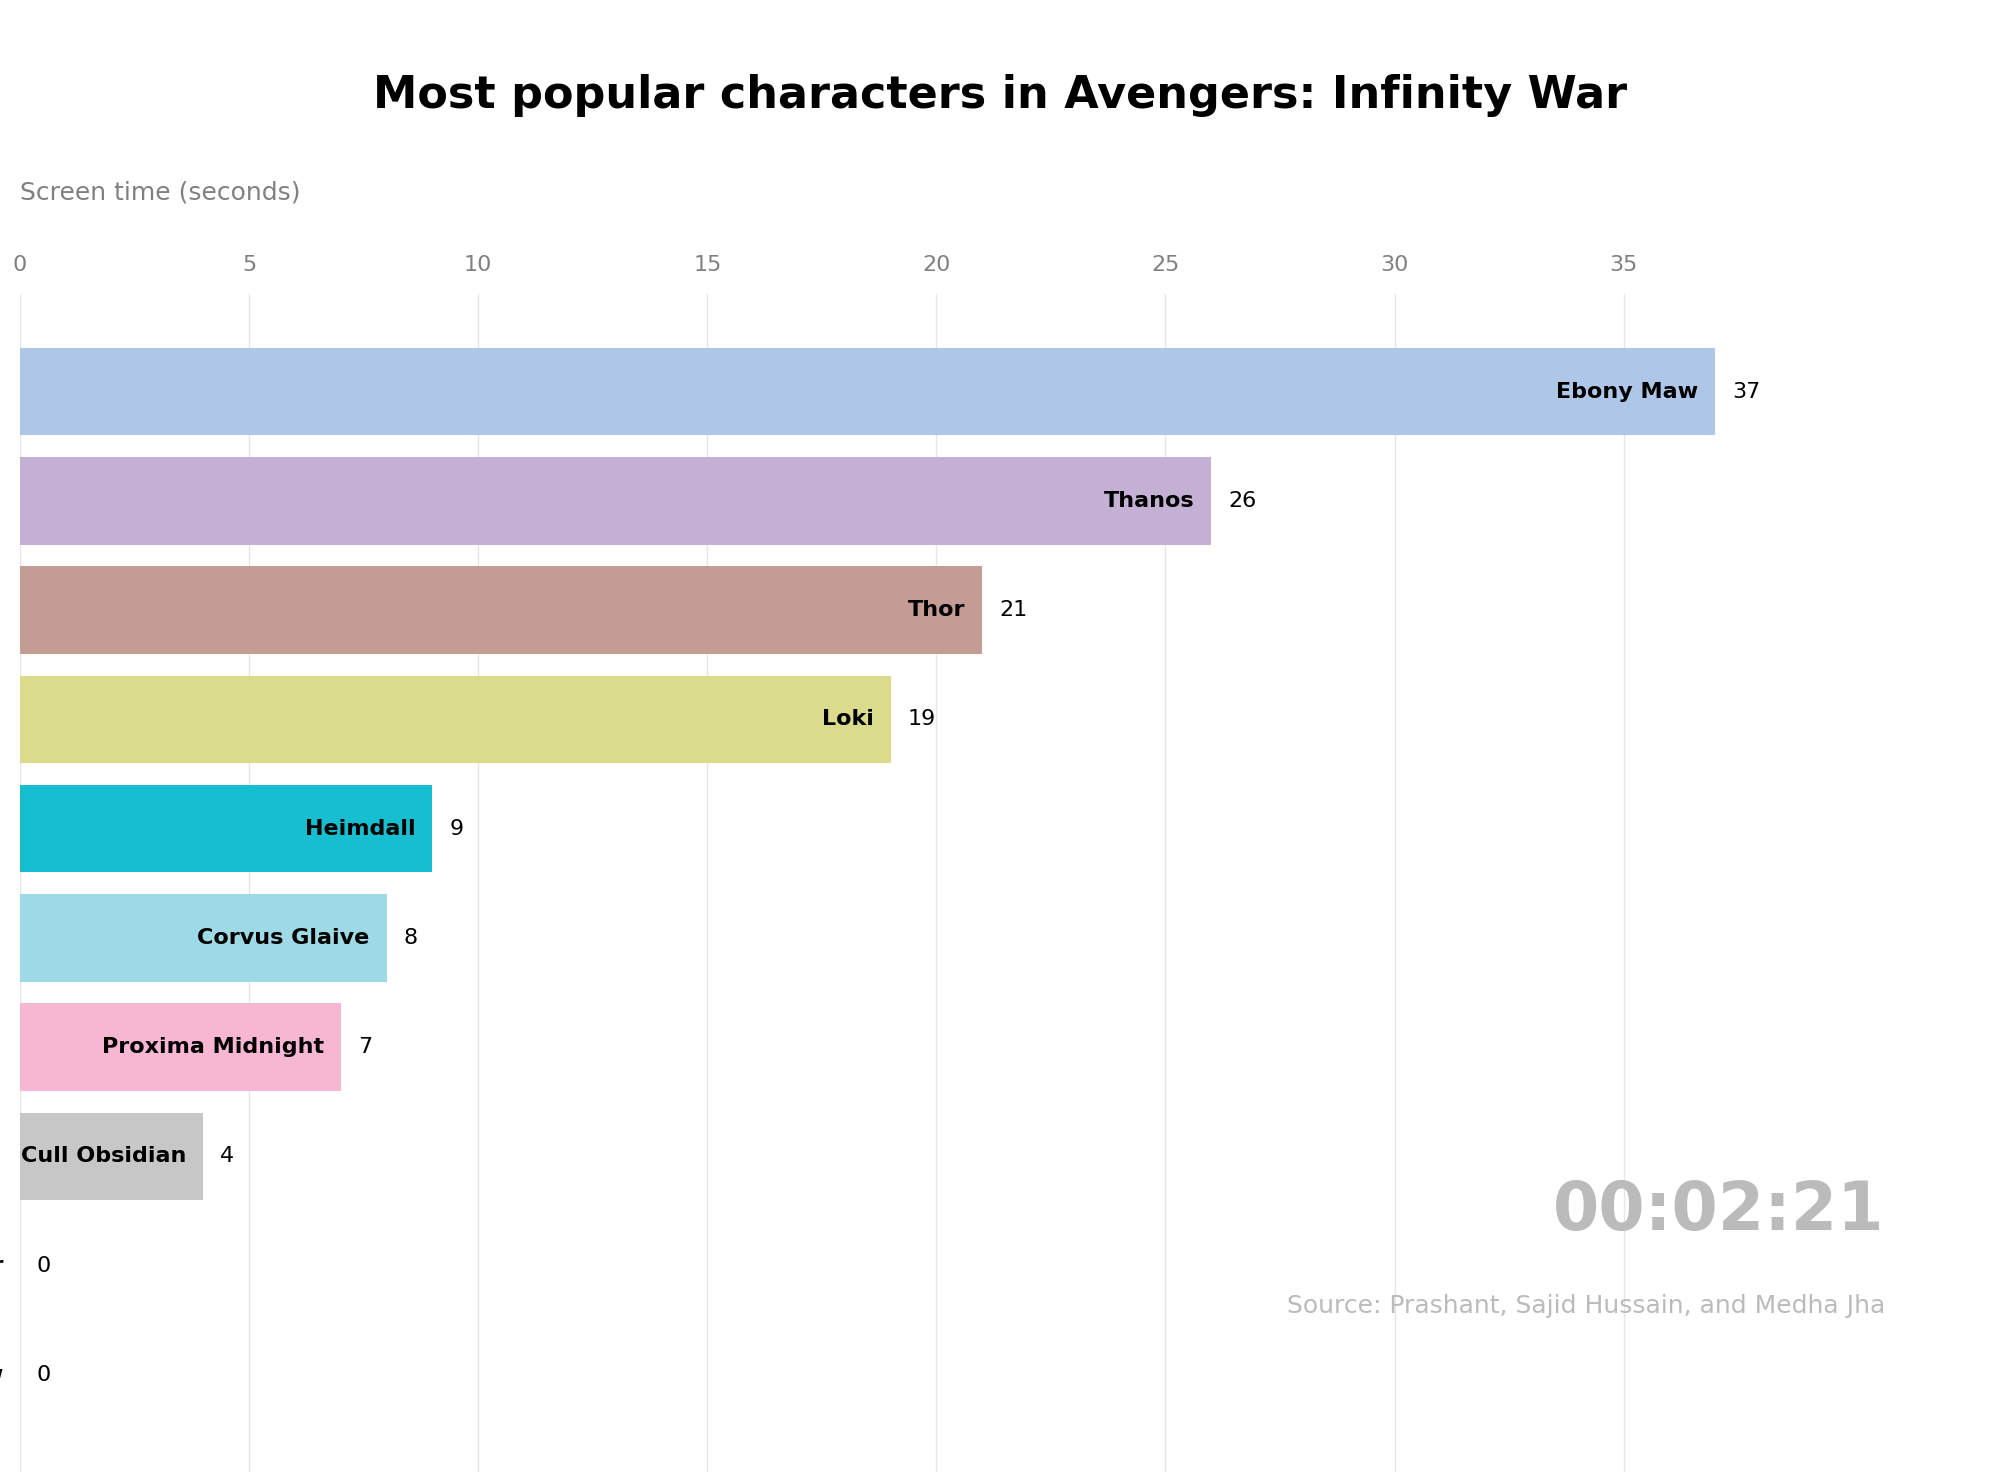 Most popular characters in Avengers: Infinity War
Screen time (seconds)
0 5 10 15 20 25 30 35
Ebony Maw 37
Thanos 26
Thor 21
Loki 19
Heimdall 9
Corvus Glaive 8
Proxima Midnight 7
Cull Obsidian 4
0
0
00:02:21
Source: Prashant, Sajid Hussain, and Medha Jha